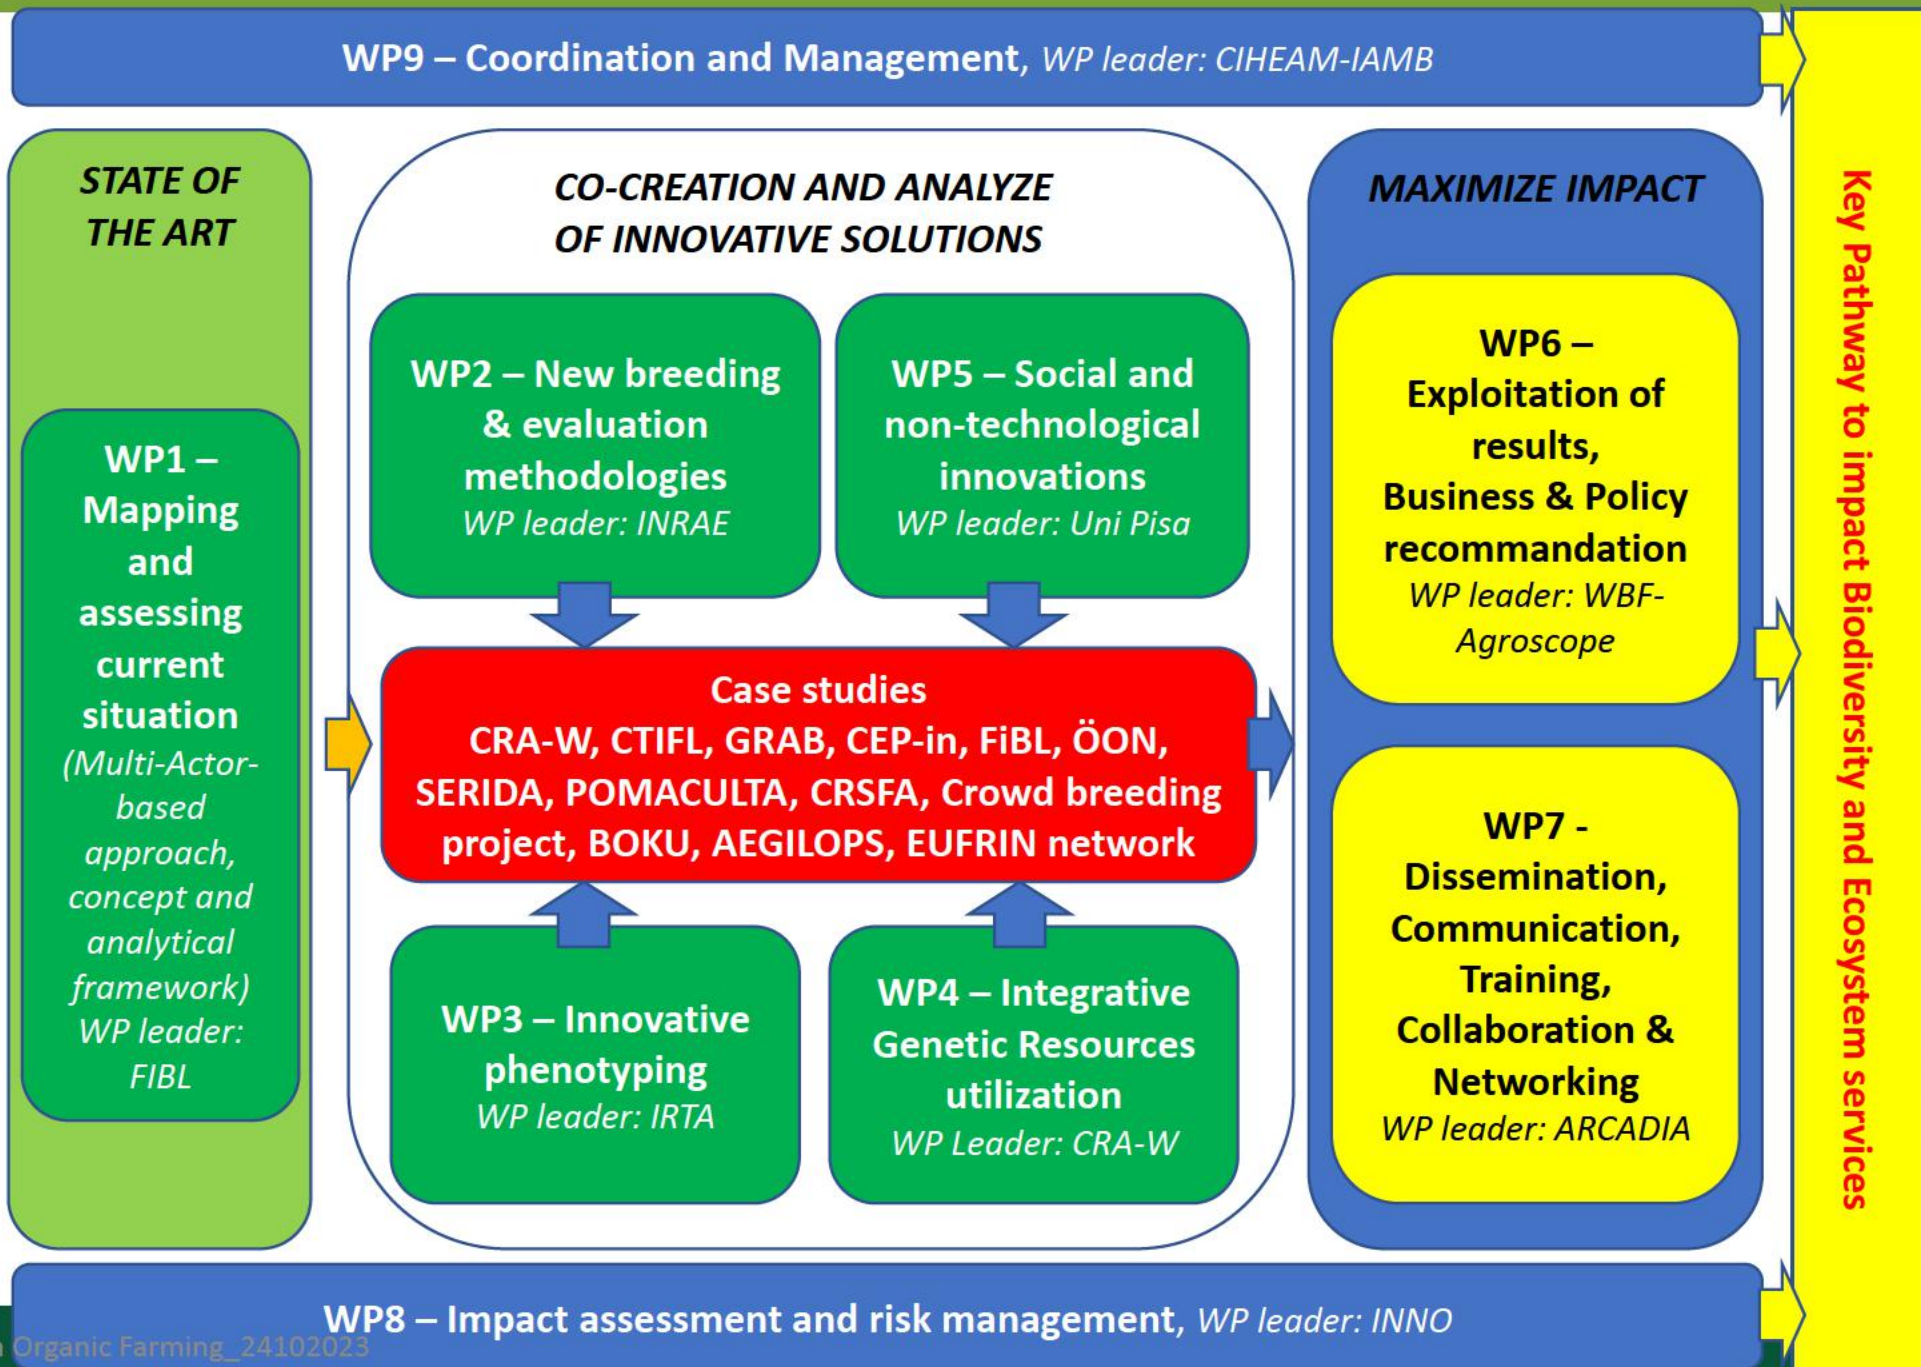 WP9 – Coordination and Management, WP leader: CIHEAM-IAMB
STATE OF
THE ART
WP1 –
Mapping
and
assessing
current
situation
(Multi-Actor-
based
approach,
concept and
analytical
framework)
WP leader:
FIBL
CO-CREATION AND ANALYZE
OF INNOVATIVE SOLUTIONS
WP2 – New breeding
& evaluation
methodologies
WP leader: INRAE
WP5 – Social and
non-technological
innovations
WP leader: Uni Pisa
Case studies
CRA-W, CTIFL, GRAB, CEP-in, FiBL, ÖON,
SERIDA, POMACULTA, CRSFA, Crowd breeding
project, BOKU, AEGILOPS, EUFRIN network
WP3 – Innovative
phenotyping
WP leader: IRTA
WP4 – Integrative
Genetic Resources
utilization
WP Leader: CRA-W
MAXIMIZE IMPACT
WP6 –
Exploitation of
results,
Business & Policy
recommandation
WP leader: WBF-
Agroscope
WP7 -
Dissemination,
Communication,
Training,
Collaboration &
Networking
WP leader: ARCADIA
Key Pathway to impact Biodiversity and Ecosystem services
WP8 – Impact assessment and risk management, WP leader: INNO
Organic Farming_24102023